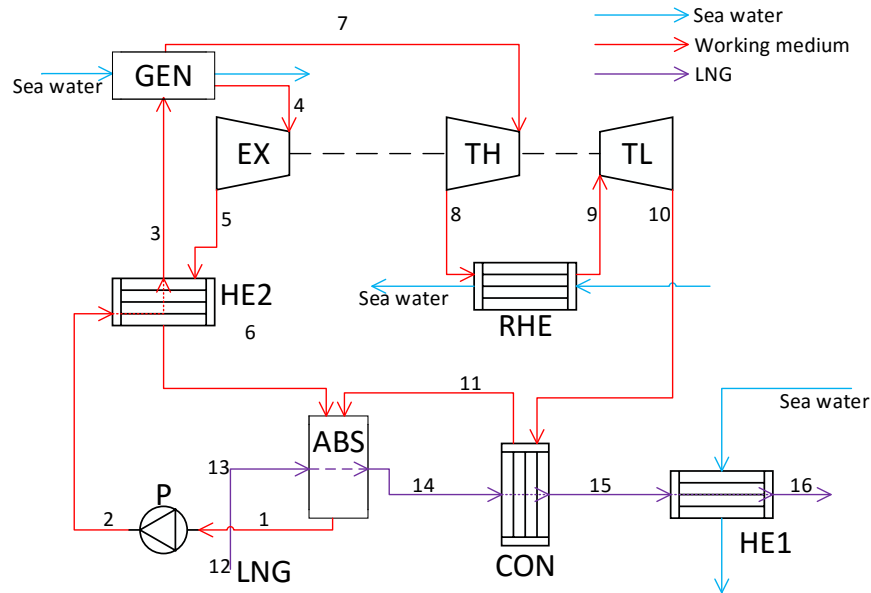 7
Sea water
Working medium
LNG
GEN
Sea water
4
EX
TH
TL
3
5
8
9
10
HE2
Sea water
RHE
6
11
Sea water
ABS
13
14
15
16
P
2
1
12
LNG
CON
HE1